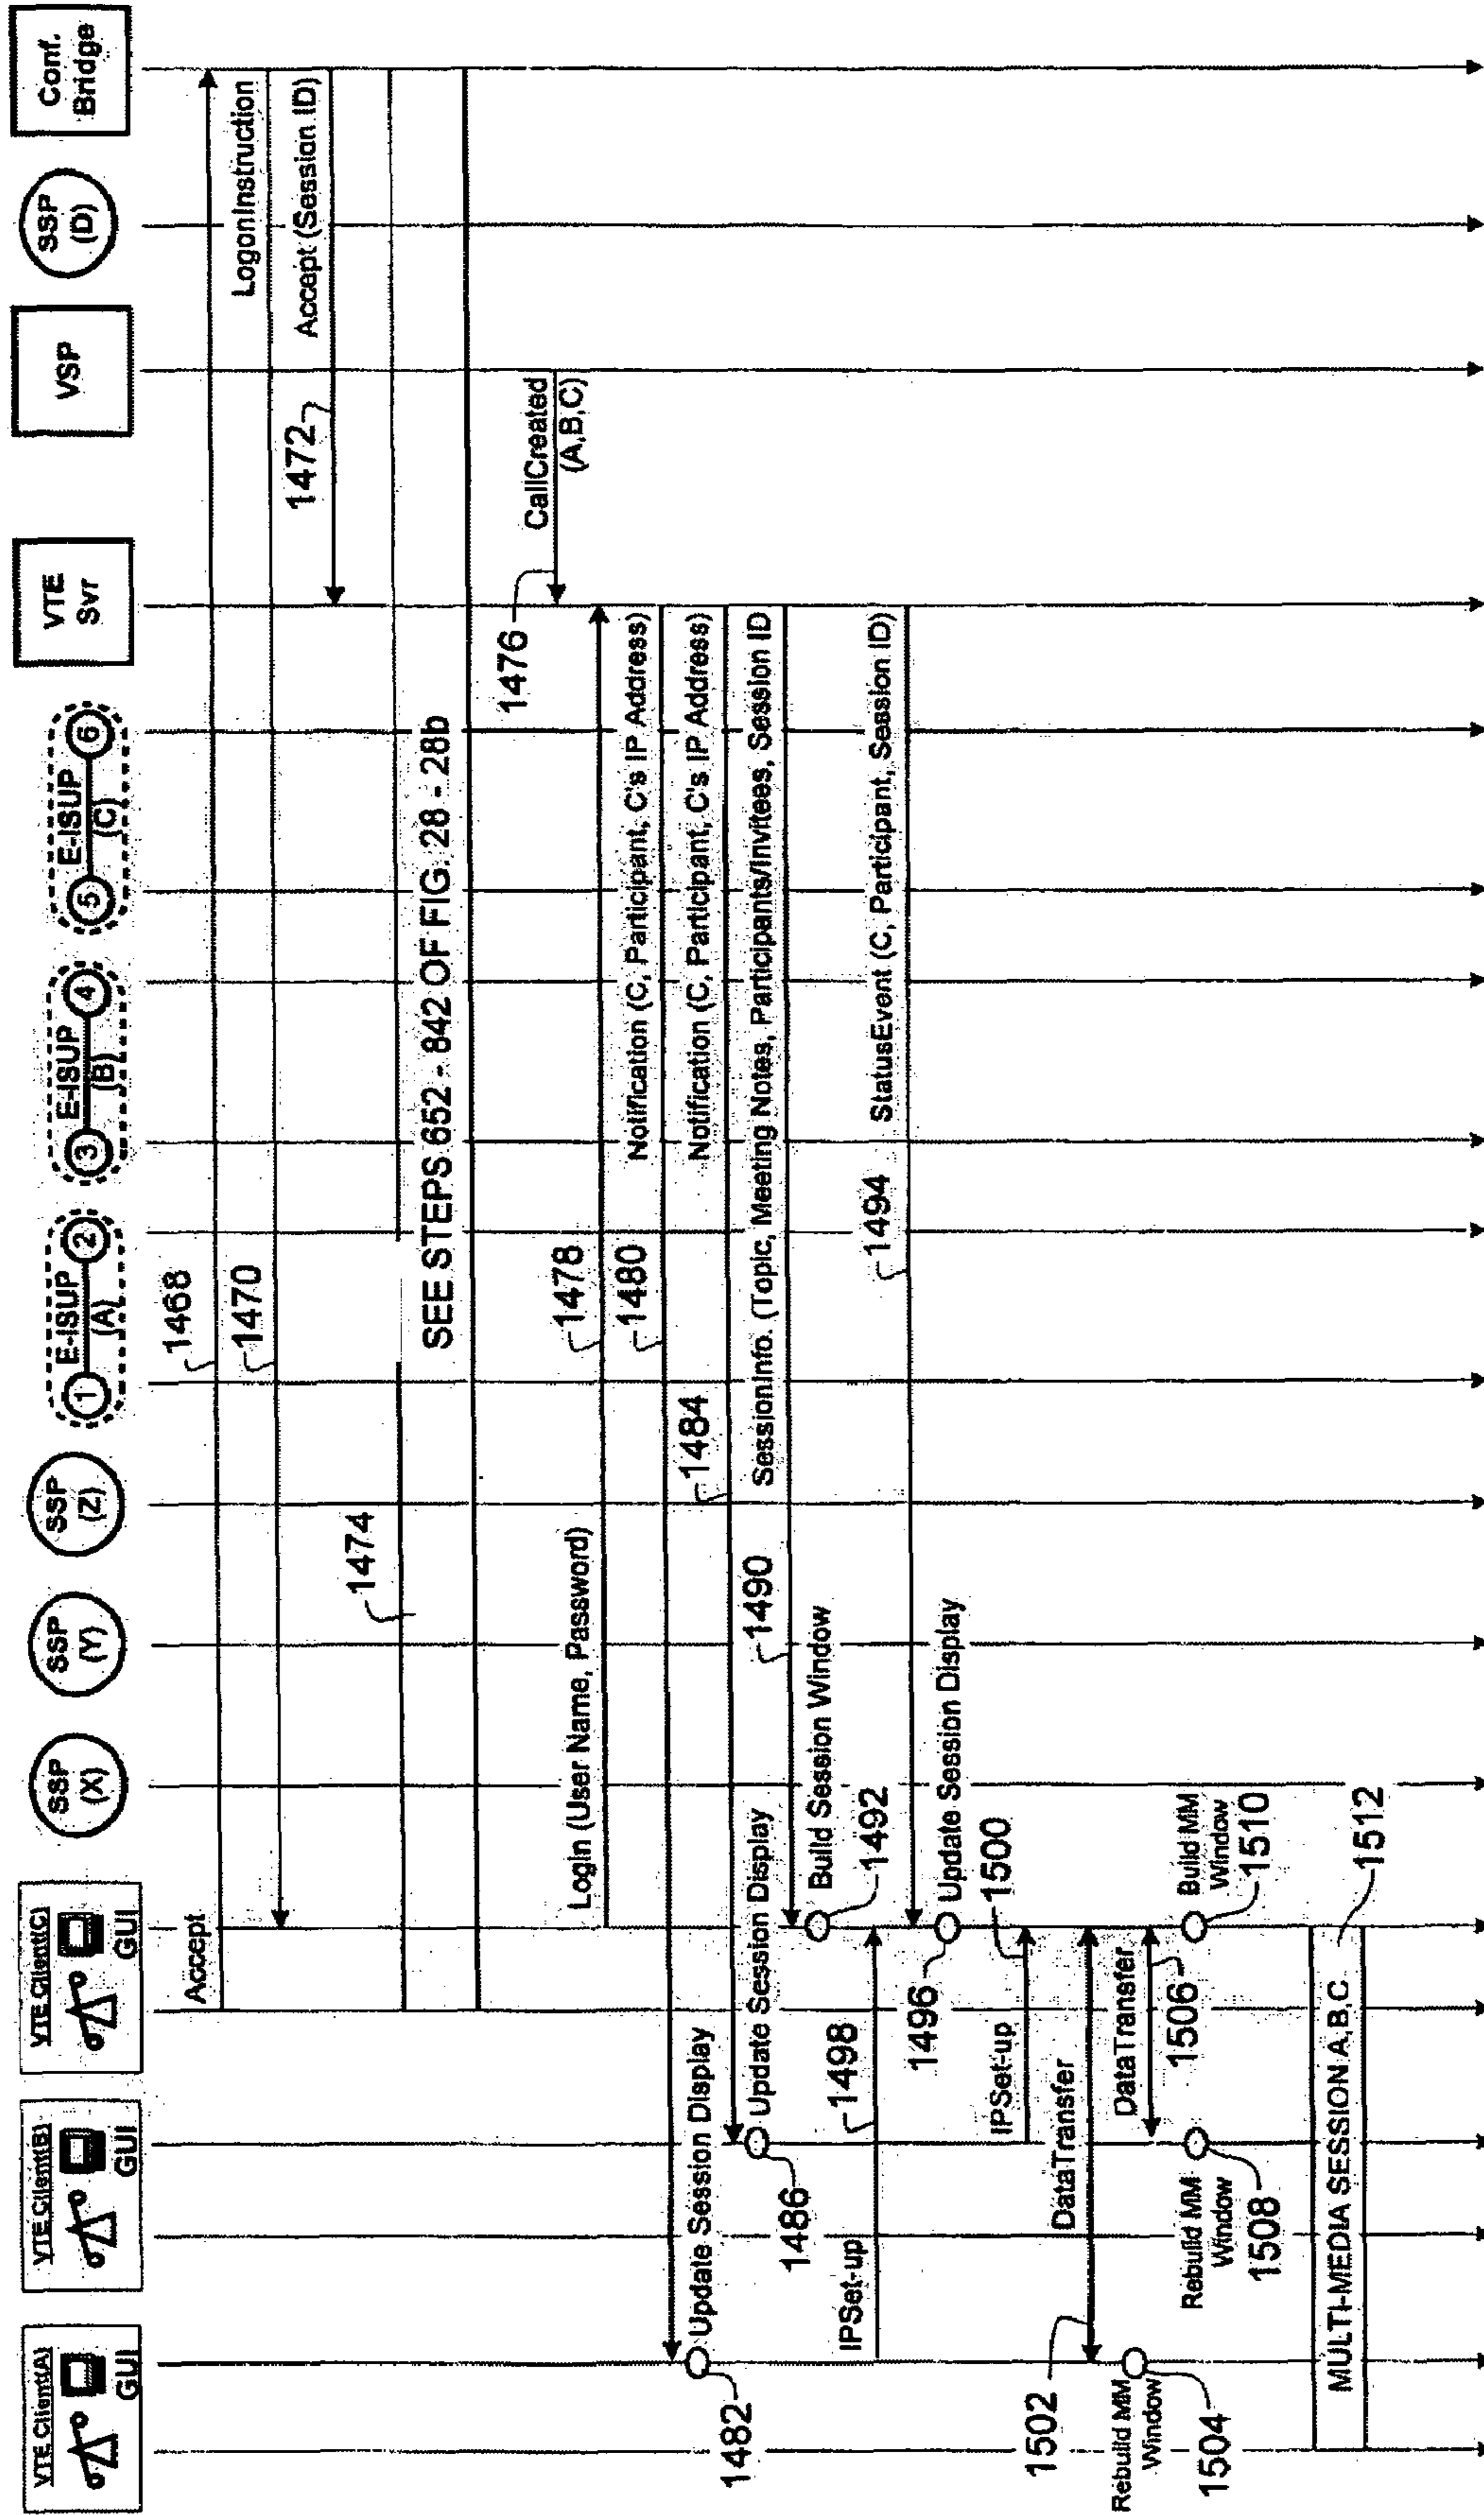 VTE Client(A)
GUI
VTE Client(B)
GUI
VTE Client(C)
GUI
SSP
(X)
SSP
(Y)
SSP
(Z)
E-ISUP
(A)
1
2
E-ISUP
(B)
3
4
E-ISUP
(C)
5
6
VTE
Svr
VSP
SSP
(D)
Conf.
Bridge
Accept
1468
1470
LogonInstruction
1472
Accept (Session ID)
1474
SEE STEPS 652 - 842 OF FIG. 28 - 28b
1476
CallCreated
(A,B,C)
Login (User Name, Password)
1478
1480
Notification (C, Participant, C's IP Address)
Update Session Display
1482
1484
Notification (C, Participant, C's IP Address)
Update Session Display
1486
1490
SessionInfo. (Topic, Meeting Notes, Participants/Invitees, Session ID
Build Session Window
1492
IPSet-up
1498
1494
StatusEvent (C, Participant, Session ID)
1496
Update Session Display
IPSet-up
1500
1502
DataTransfer
DataTransfer
1506
Rebuild MM
Window
1504
Rebuild MM
Window
1508
Build MM
Window
1510
MULTI-MEDIA SESSION A,B,C
1512